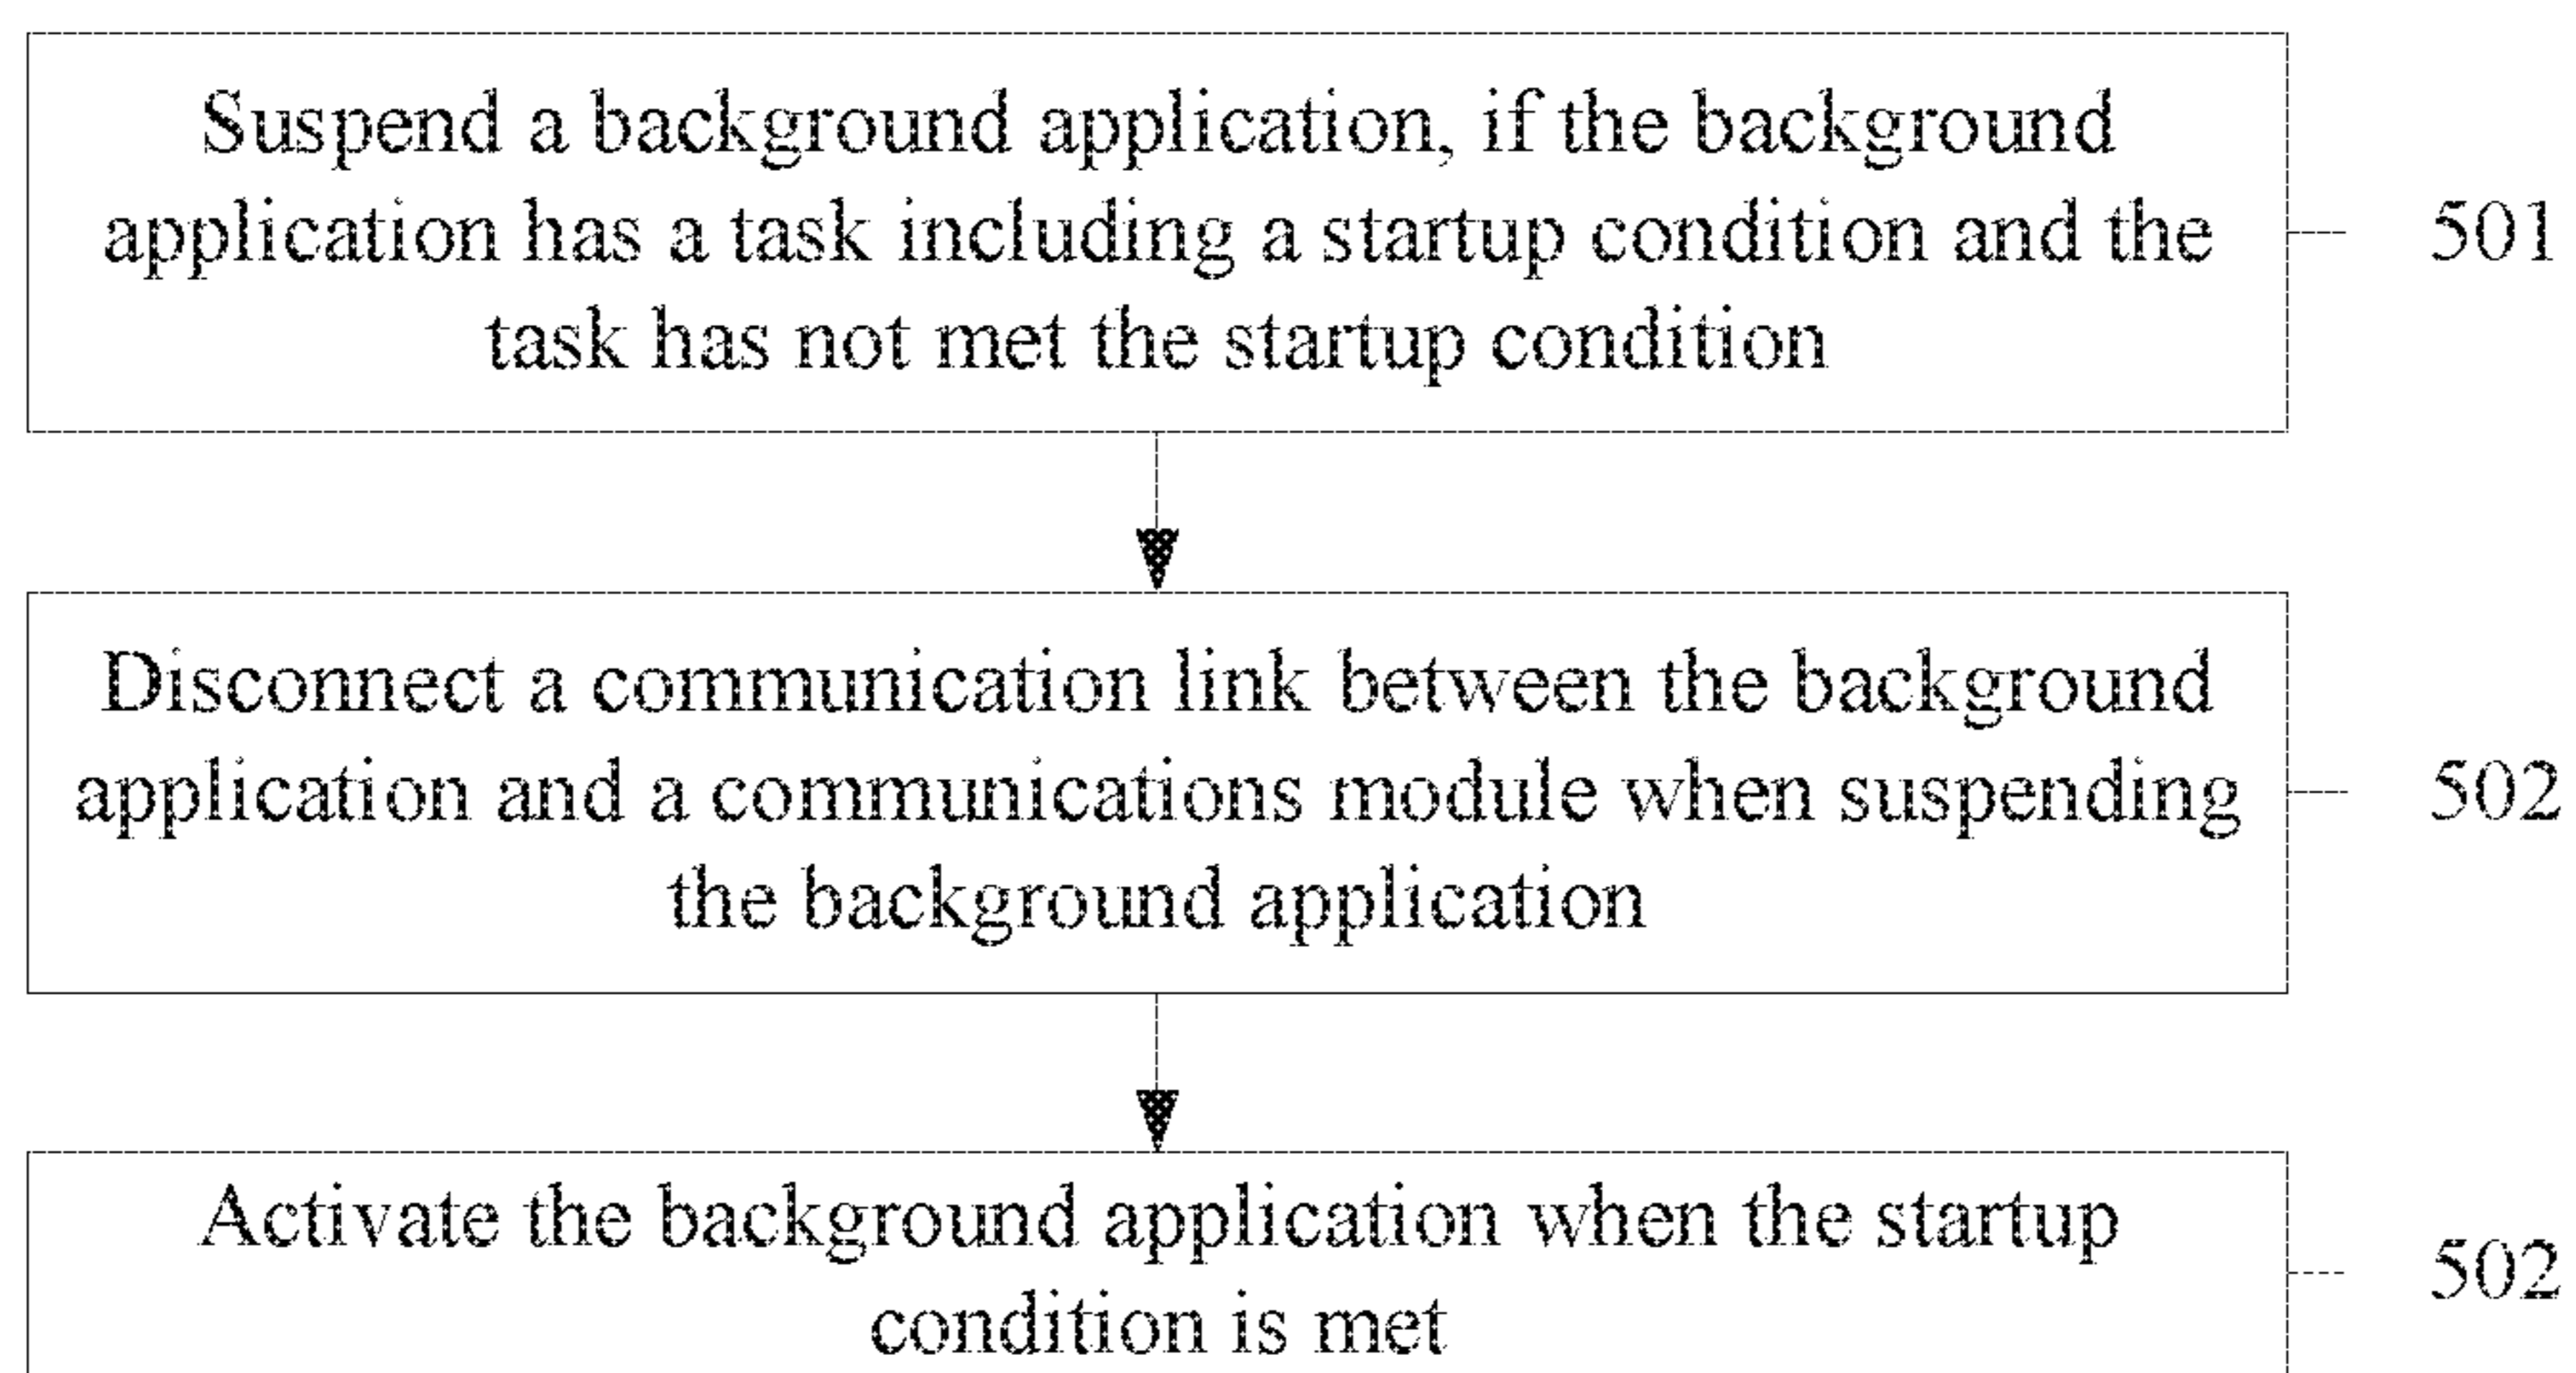 Suspend a background application, if the background
application has a task including a startup condition and the
task has not met the startup condition
501
Disconnect a communication link between the background
application and a communications module when suspending
the background application
502
Activate the background application when the startup
condition is met
502